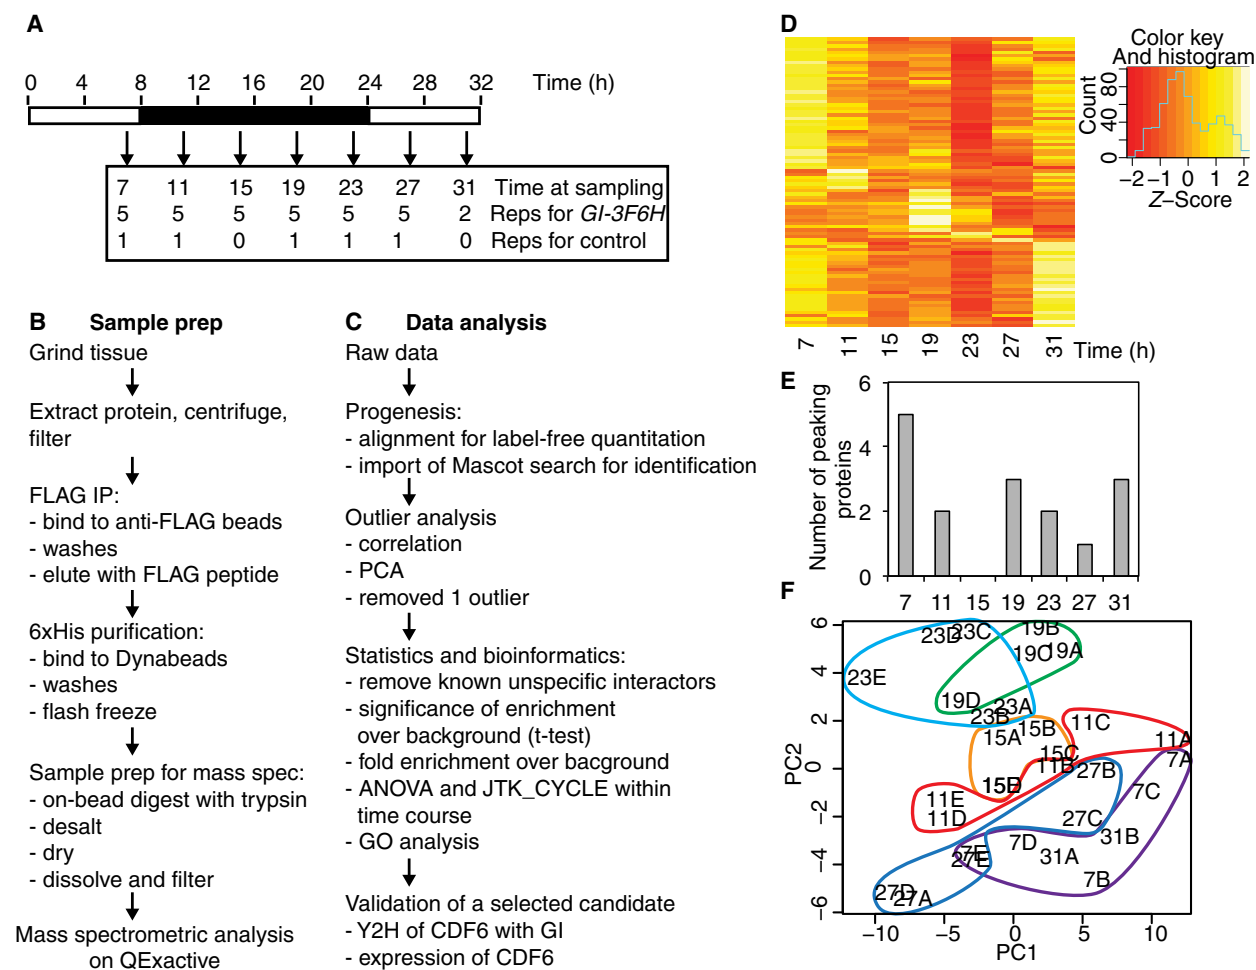 A
0 4 8 12 16 20 24 28 32 Time (h)
7 11 15 19 23 27 31 Time at sampling
5 5 5 5 5 5 2 Reps for GI-3F6H
1 1 0 1 1 1 0 Reps for control
B Sample prep
Grind tissue
Extract protein, centrifuge,
filter
FLAG IP:
- bind to anti-FLAG beads
- washes
- elute with FLAG peptide
6xHis purification:
- bind to Dynabeads
- washes
- flash freeze
Sample prep for mass spec:
- on-bead digest with trypsin
- desalt
- dry
- dissolve and filter
Mass spectrometric analysis
on QExactive
C Data analysis
Raw data
Progenesis:
- alignment for label-free quantitation
- import of Mascot search for identification
Outlier analysis
- correlation
- PCA
- removed 1 outlier
Statistics and bioinformatics:
- remove known unspecific interactors
- significance of enrichment
over background (t-test)
- fold enrichment over bacground
- ANOVA and JTK_CYCLE within
time course
- GO analysis
Validation of a selected candidate
- Y2H of CDF6 with GI
- expression of CDF6
D
7 11 15 19 23 27 31 Time (h)
Color key
And histogram
Count
0 40 80
−2 −1 0 1 2
Z–Score
E
Number of peaking
proteins
6
4
2
0
7 11 15 19 23 27 31
F
PC2
6
4
2
0
−2
−4
−6
−10 −5 0 5 10
PC1
23D
23C
19B
19C
19A
23E
19D
23A
23B
15B
15A
11C
11A
15C
11B
27B
7A
15E
7C
11E
11D
27C
31B
7D
7E
27E
31A
7B
27D
27A